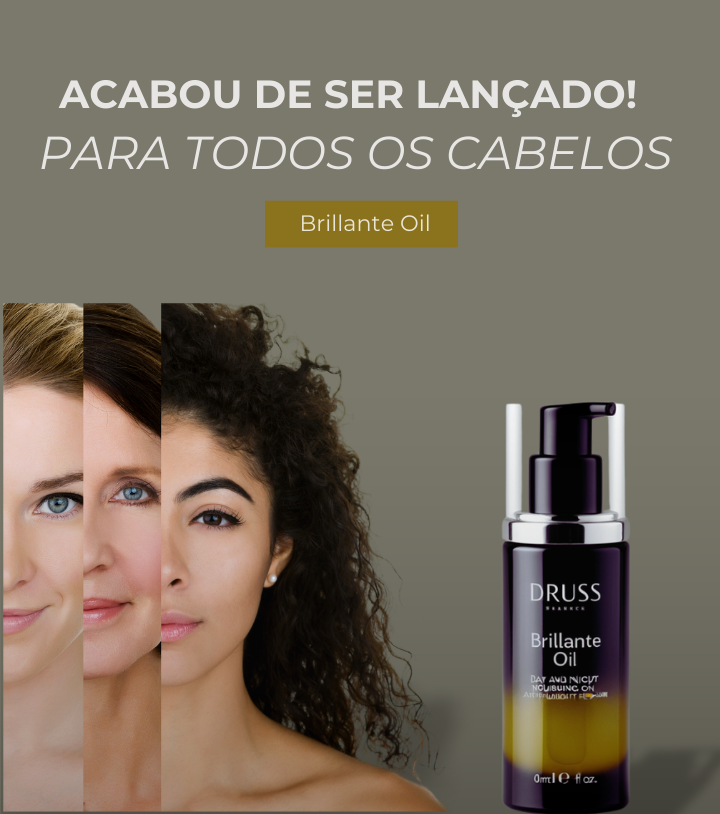 ACABOU DE SER LANÇADO!
PARA TODOS OS CABELOS
Brillante Oil
DRUSS
Brillante
Oil